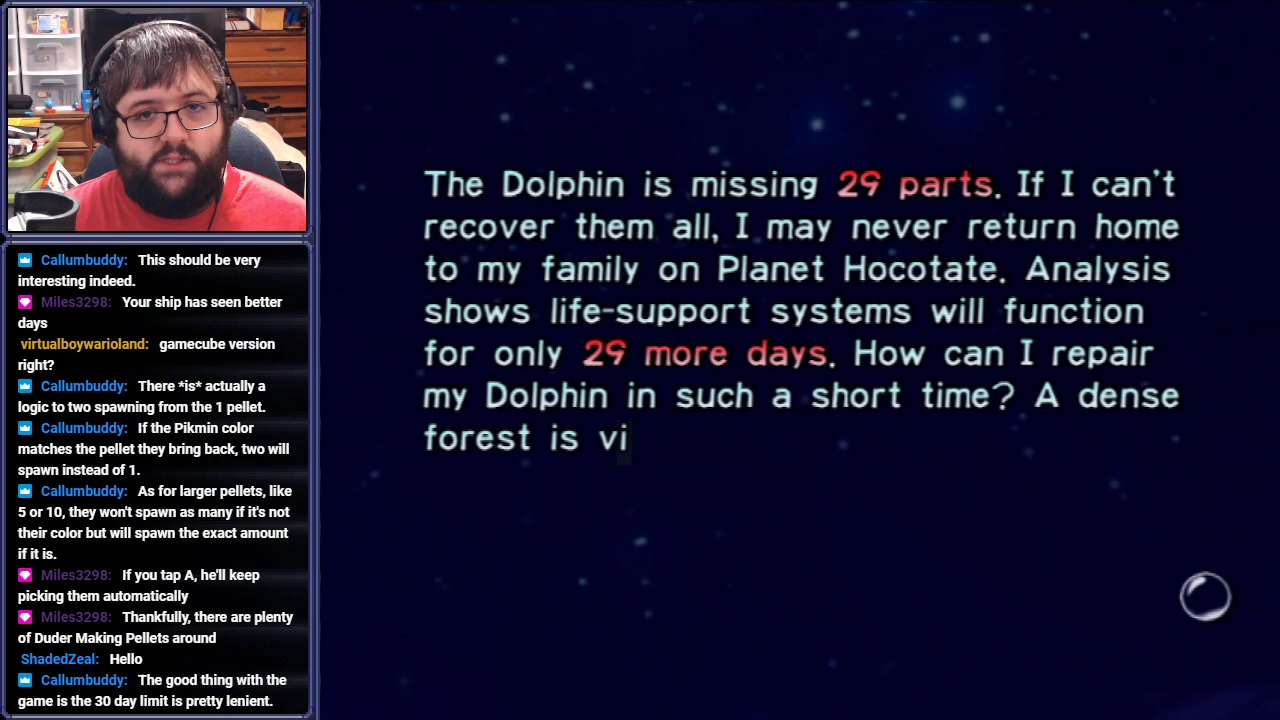 The Dolphin is missing 29 parts. If I can't
recover them all, I may never return home
to my family on Planet Hocotate. Analysis
shows life-support systems will function
for only 29 more days. How can I repair
my Dolphin in such a short time? A dense
forest is vi
Callumbuddy: This should be very
interesting indeed.
Miles3298: Your ship has seen better
days
virtualboywarioland: gamecube version
right?
Callumbuddy: There *is* actually a
logic to two spawning from the 1 pellet.
Callumbuddy: If the Pikmin color
matches the pellet they bring back, two will
spawn instead of 1.
Callumbuddy: As for larger pellets, like
5 or 10, they won't spawn as many if it's not
their color but will spawn the exact amount
if it is.
Miles3298: If you tap A, he'll keep
picking them automatically
Miles3298: Thankfully, there are plenty
of Duder Making Pellets around
ShadedZeal: Hello
Callumbuddy: The good thing with the
game is the 30 day limit is pretty lenient.